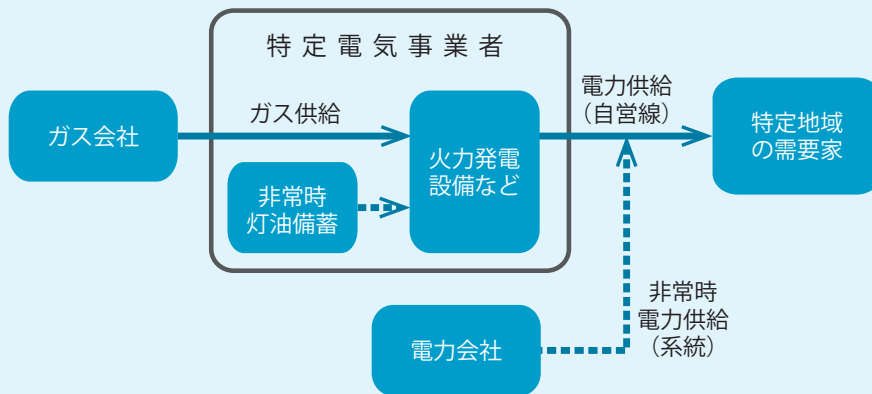 特定電気事業者
ガス会社
ガス供給
非常時
灯油備蓄
火力発電
設備など
電力供給
（自営線）
特定地域
の需要家
電力会社
非常時
電力供給
（系統）